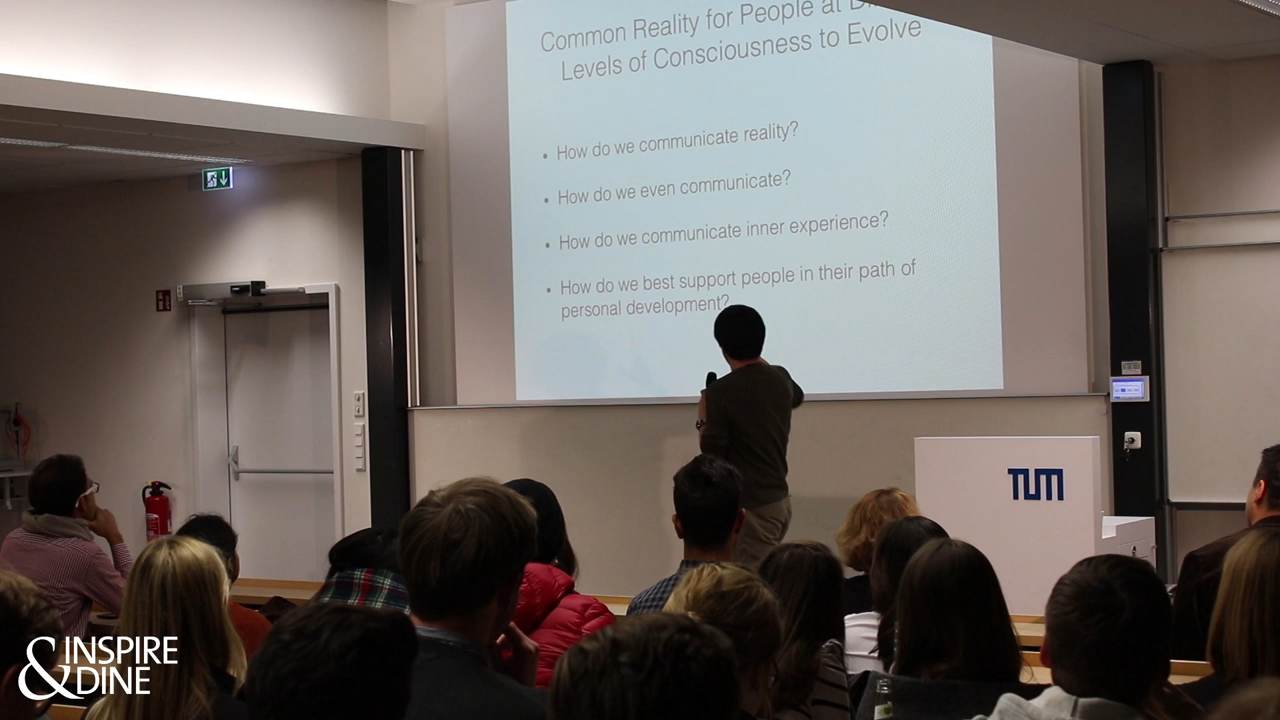 Common Reality for People at
Levels of Consciousness to Evolve
• How do we communicate reality?
• How do we even communicate?
• How do we communicate inner experience?
• How do we best support people in their path of
personal development?
TUM
& INSPIRE
DINE